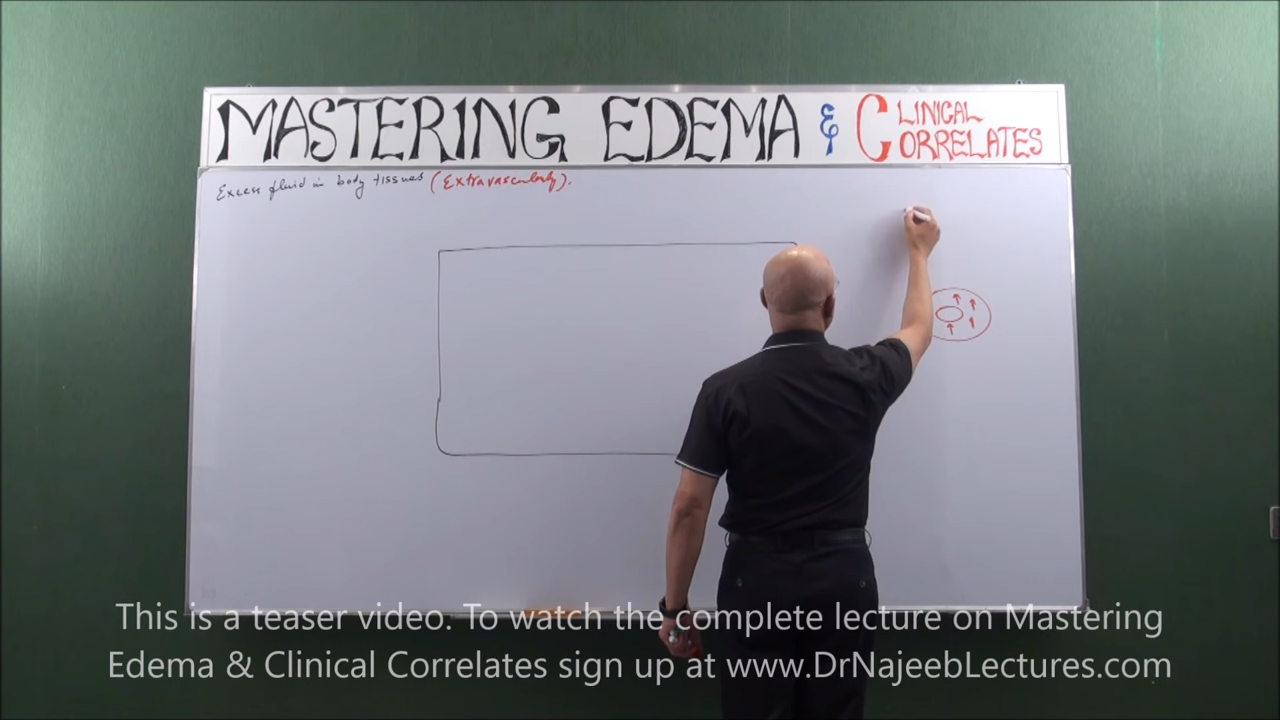 MASTERING EDEMA & CLINICAL CORRELATES
Excess fluid in body tissues (Extravascularly).
This is a teaser video. To watch the complete lecture on Mastering
Edema & Clinical Correlates sign up at www.DrNajeebLectures.com